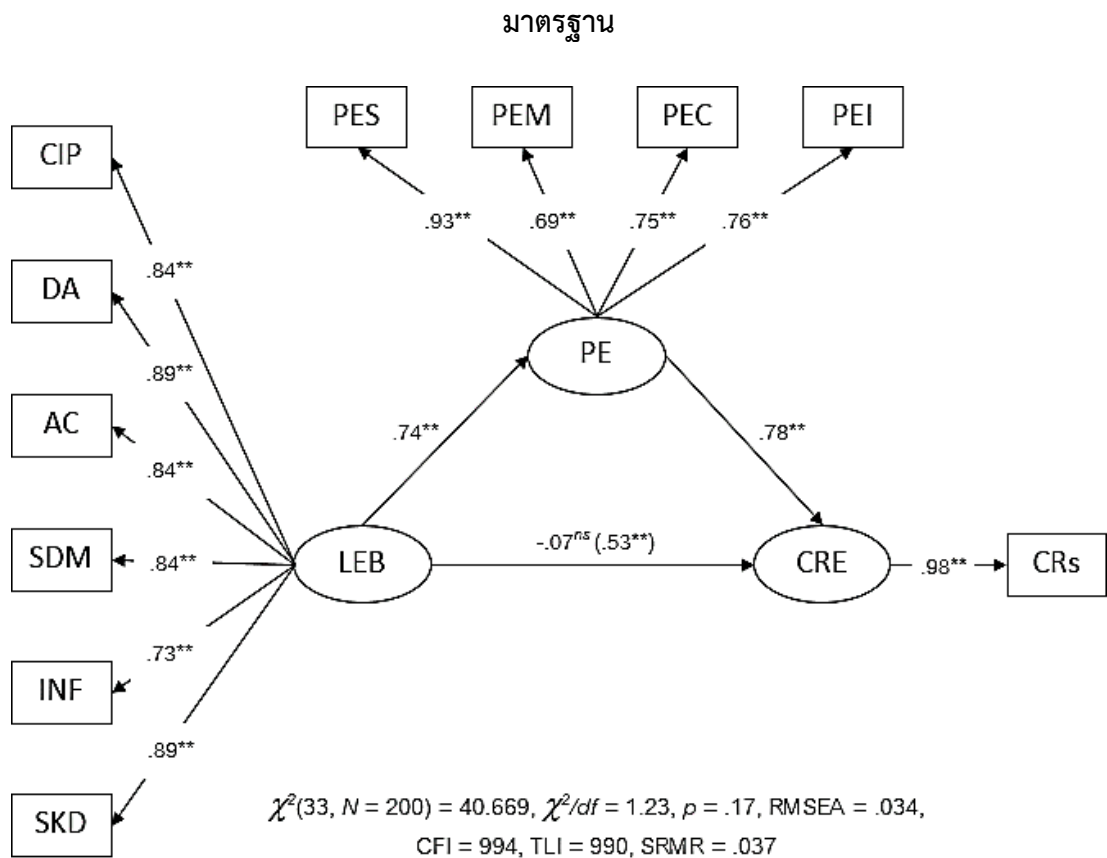 มาตรฐาน
PES
PEM
PEC
PEI
CIP
.93**
.69**
.75**
.76**
.84**
DA
.89**
PE
AC
.74**
.78**
.84**
SDM
.84**
LEB
-.07ns (.53**)
CRE
.98**
CRs
.73**
INF
.89**
SKD
χ²(33, N = 200) = 40.669, χ²/df = 1.23, p = .17, RMSEA = .034,
CFI = 994, TLI = 990, SRMR = .037